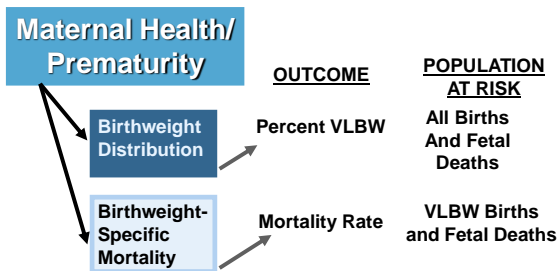 Maternal Health/
Prematurity
OUTCOME
POPULATION
AT RISK
Birthweight
Distribution
Percent VLBW
All Births
And Fetal
Deaths
Birthweight-
Specific
Mortality
Mortality Rate
VLBW Births
and Fetal Deaths